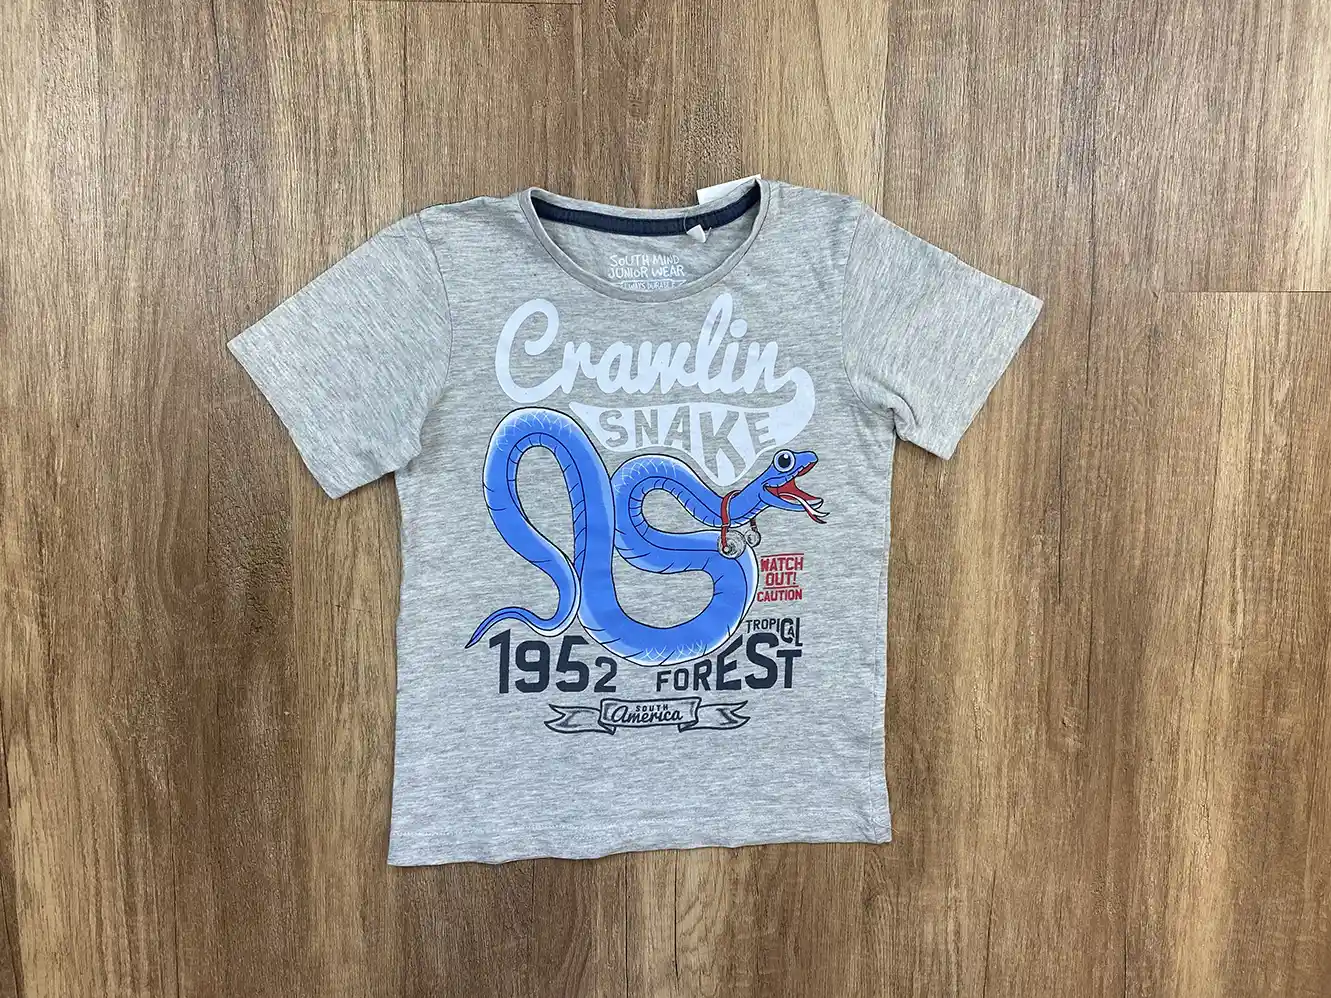 SOUTH MIND
JUNIOR WEAR
Crawlin
SNAKE
WATCH
OUT!
CAUTION
TROPICAL
1952 FOREST
SOUTH
America